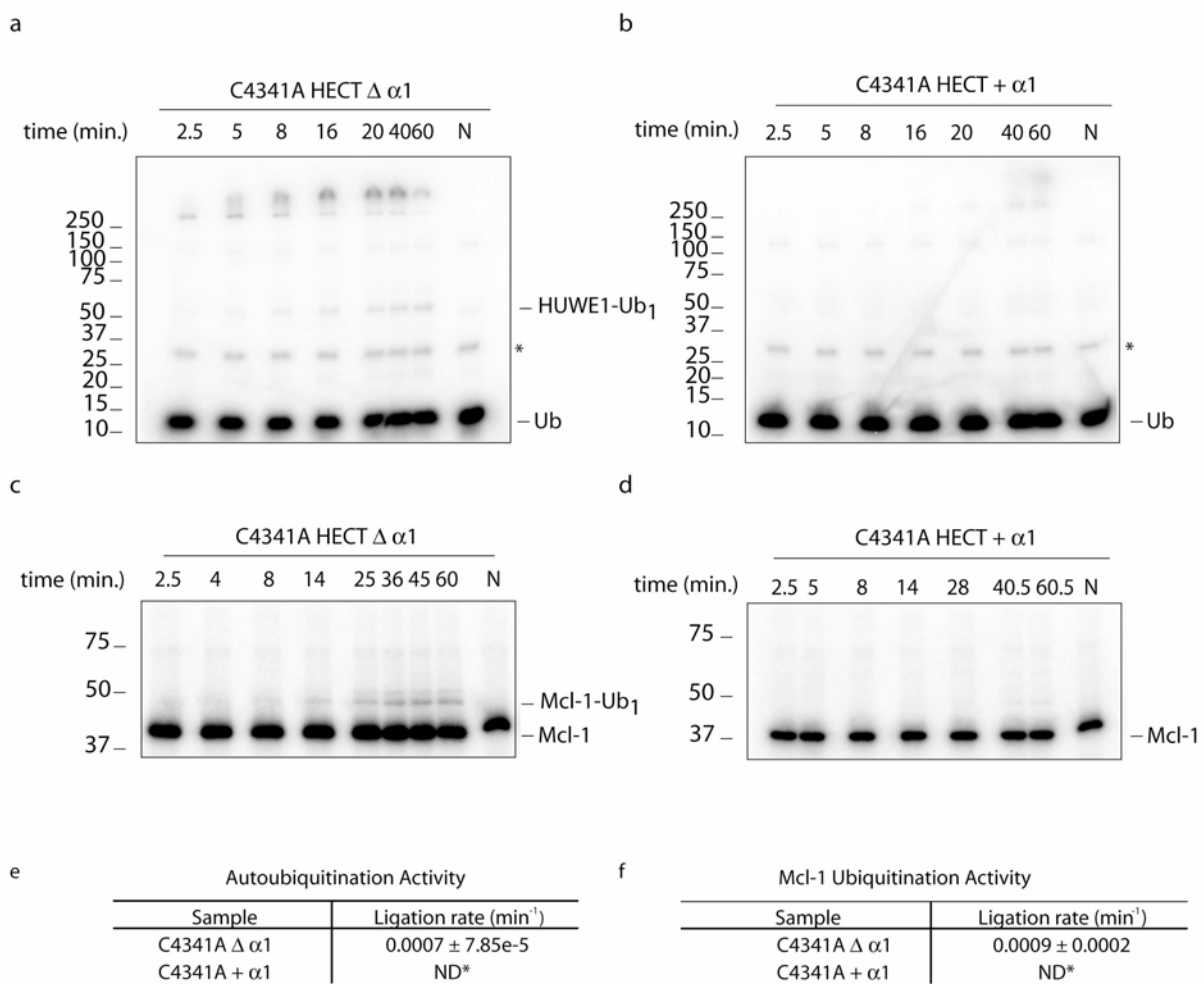 a
C4341A HECT Δ α1
time (min.) 2.5 5 8 16 20 40 60 N
250
150
100
75
50
37
25
20
15
10
HUWE1-Ub1
*
Ub
b
C4341A HECT + α1
time (min.) 2.5 5 8 16 20 40 60 N
250
150
100
75
50
37
25
20
15
10
*
Ub
c
C4341A HECT Δ α1
time (min.) 2.5 4 8 14 25 36 45 60 N
75
50
37
Mcl-1-Ub1
Mcl-1
d
C4341A HECT + α1
time (min.) 2.5 5 8 14 28 40.5 60.5 N
75
50
37
Mcl-1
e
Autoubiquitination Activity
Sample Ligation rate (min-1)
C4341A Δ α1 0.0007 ± 7.85e-5
C4341A + α1 ND*
f
Mcl-1 Ubiquitination Activity
Sample Ligation rate (min-1)
C4341A Δ α1 0.0009 ± 0.0002
C4341A + α1 ND*